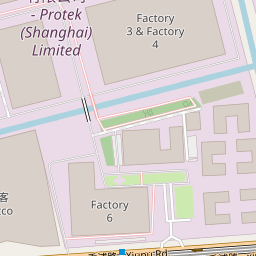 - Protek
(Shanghai)
Limited
Factory
3 & Factory
4
Factory
6
Xiupu Rd